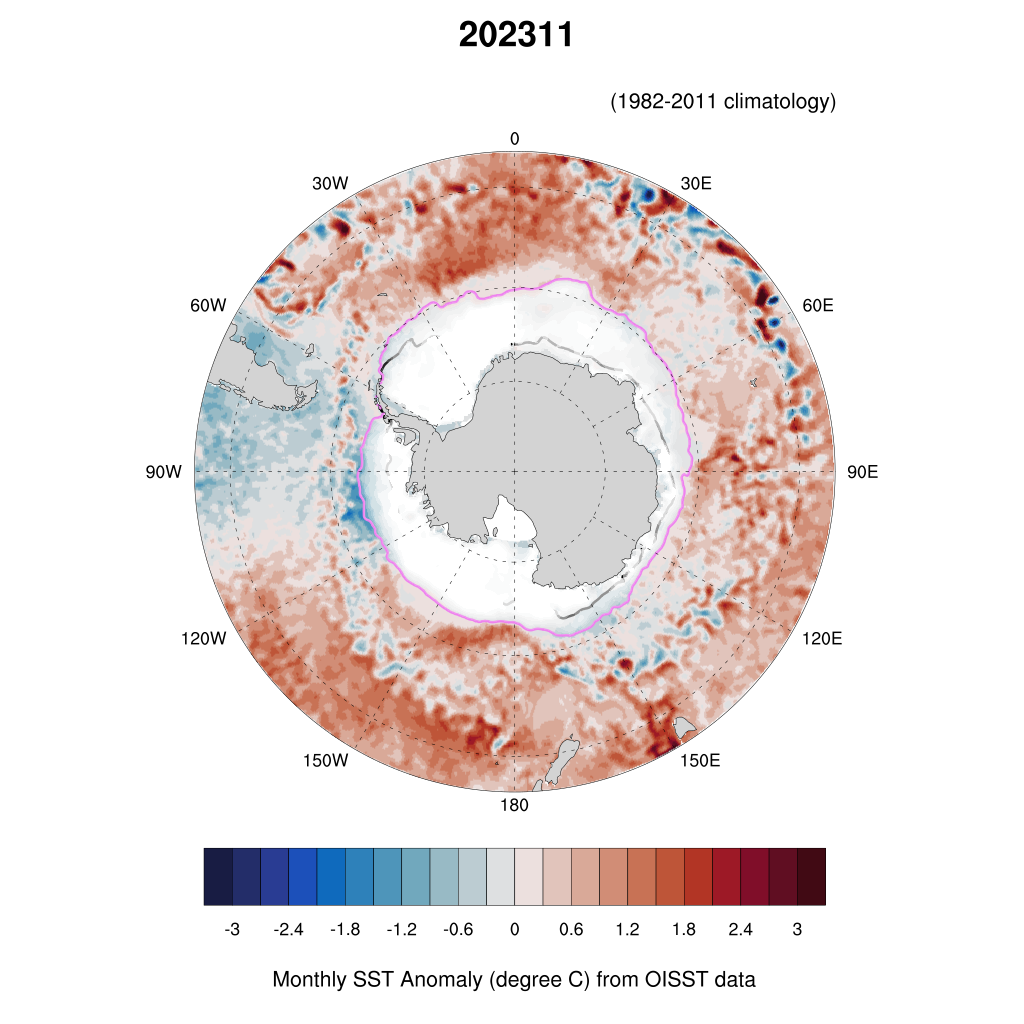 202311
(1982-2011 climatology)
0
30W
30E
60W
60E
90W
90E
120W
120E
150W
150E
180
-3 -2.4 -1.8 -1.2 -0.6 0 0.6 1.2 1.8 2.4 3
Monthly SST Anomaly (degree C) from OISST data